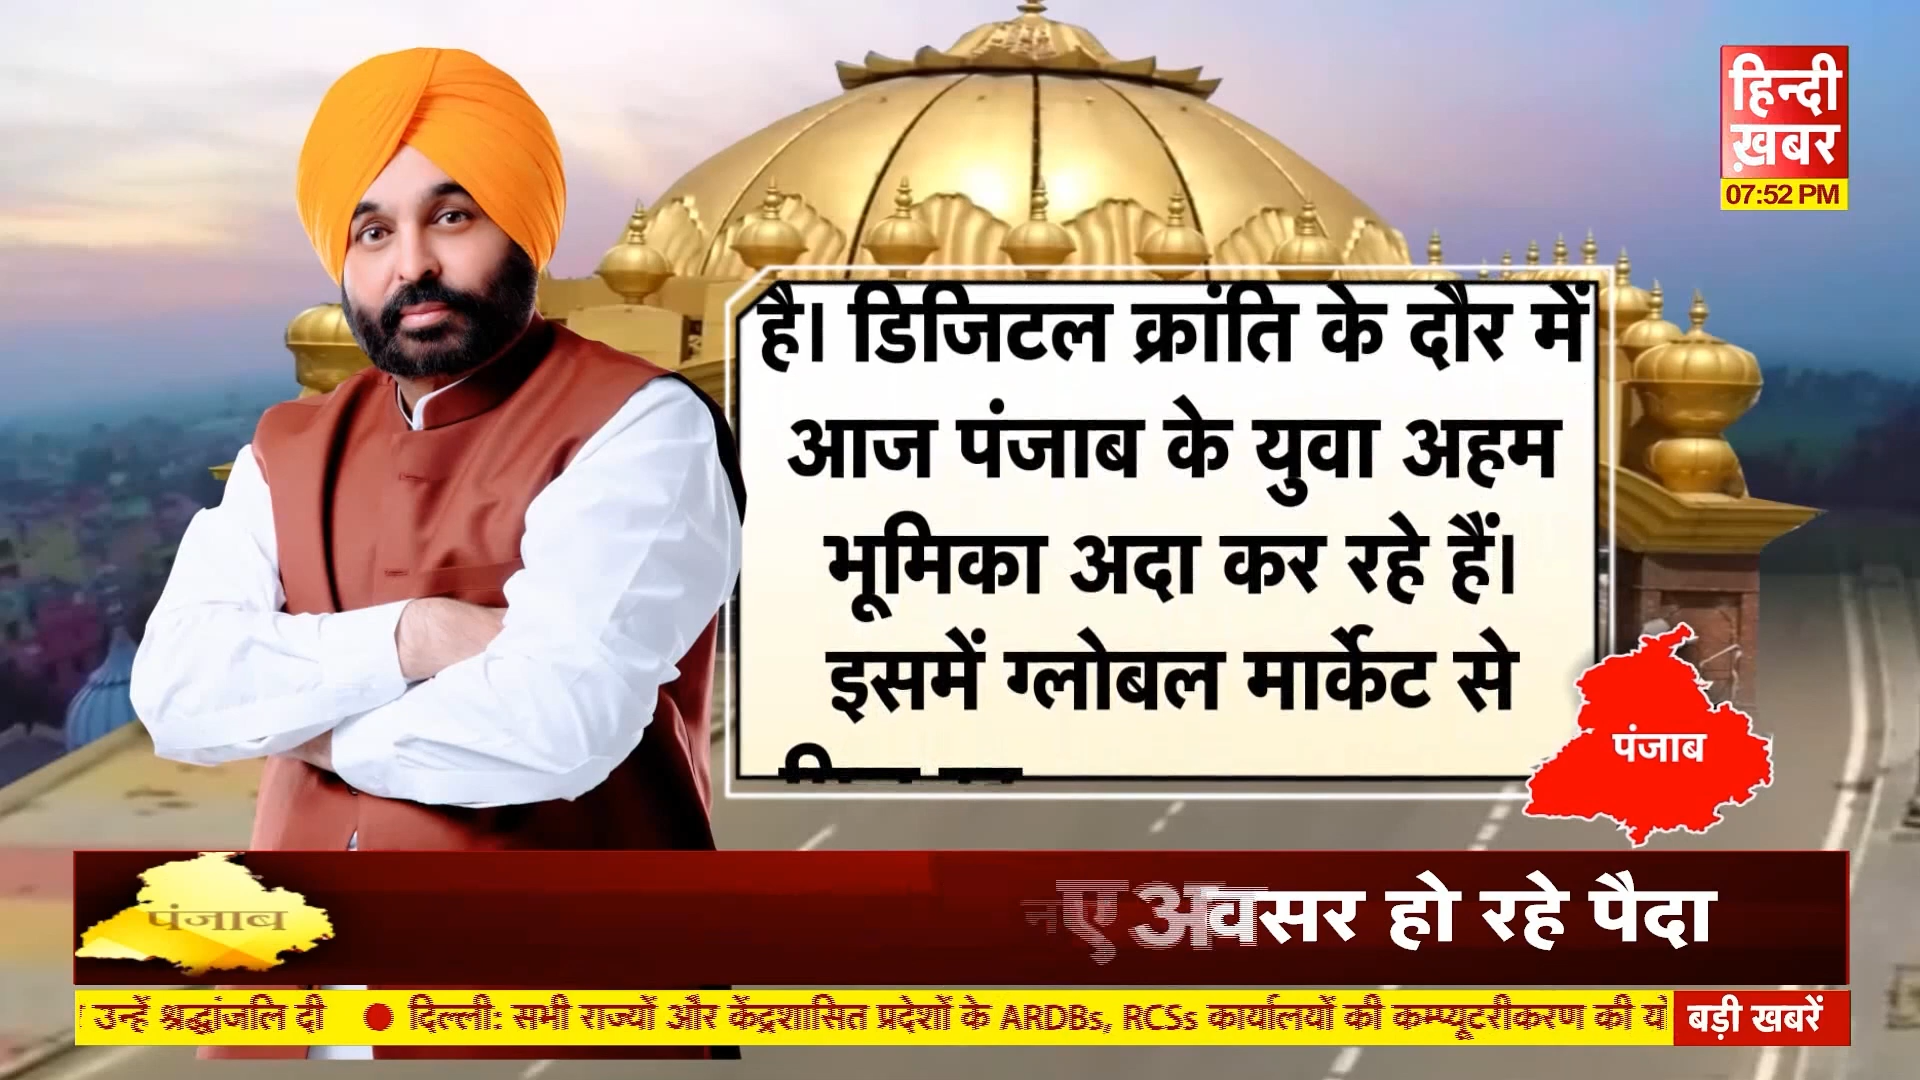 हिन्दी
ख़बर
07:52 PM
है। डिजिटल क्रांति के दौर में
आज पंजाब के युवा अहम
भूमिका अदा कर रहे हैं।
इसमें ग्लोबल मार्केट से
पंजाब
पंजाब
नए अवसर हो रहे पैदा
उन्हें श्रद्धांजलि दी ● दिल्ली: सभी राज्यों और केंद्रशासित प्रदेशों के ARDBs, RCSs कार्यालयों की कम्प्यूटरीकरण की
बड़ी खबरें